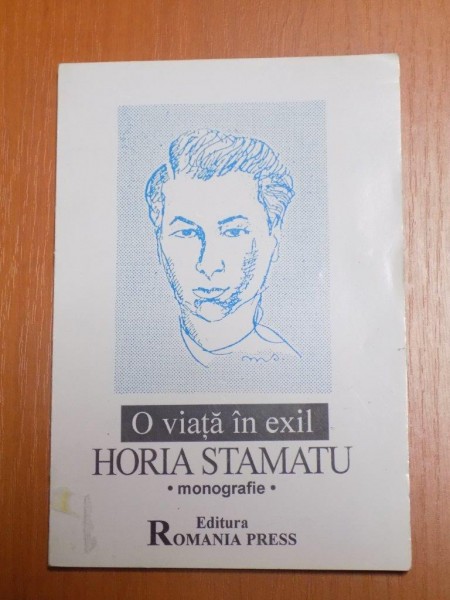 O viață în exil
HORIA STAMATU
• monografie •
Editura
ROMANIA PRESS